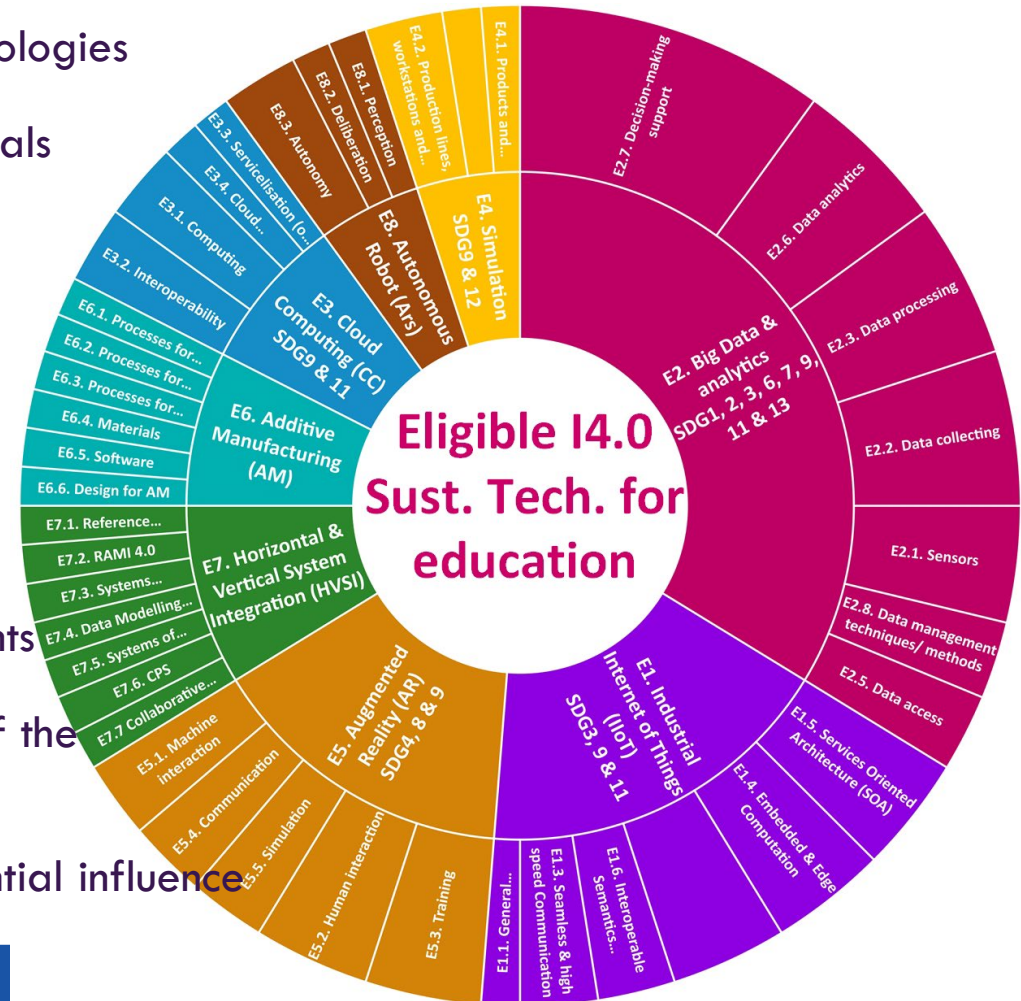 ologies
als
nts
f the
ntial influence
Eligible I4.0
Sust. Tech. for
education
E2. Big Data &
analytics
SDG1, 2, 3, 6, 7, 9,
11 & 13
E2.7. Decision-making
support
E2.6. Data analytics
E2.3. Data processing
E2.2. Data collecting
E2.1. Sensors
E2.8. Data management
techniques/ methods
E2.5. Data access
E1. Industrial
Internet of Things
(IIoT)
SDG3, 9 & 11
E1.5. Services Oriented
Architecture (SOA)
E1.4. Embedded & Edge
Computation
E1.6. Interoperable
Semantics...
E1.3. Seamless & high
speed Communication
E1.1. General...
E5. Augmented
Reality (AR)
SDG4, 8 & 9
E5.3. Training
E5.2. Human interaction
E5.5. Simulation
E5.4. Communication
E5.1. Machine
interaction
E7. Horizontal &
Vertical System
Integration (HVSI)
E7.7 Collaborative...
E7.6. CPS
E7.5. Systems of...
E7.4. Data Modelling...
E7.3. Systems...
E7.2. RAMI 4.0
E7.1. Reference...
E6. Additive
Manufacturing
(AM)
E6.6. Design for AM
E6.5. Software
E6.4. Materials
E6.3. Processes for...
E6.2. Processes for...
E6.1. Processes for...
E3. Cloud
Computing (CC)
SDG9 & 11
E3.2. Interoperability
E3.1. Computing
E3.4. Cloud...
E3.3. Servicelisation (o...
E8. Autonomous
Robot (Ars)
E8.3. Autonomy
E8.2. Deliberation
E8.1. Perception
E4. Simulation
SDG9 & 12
E4.2. Production lines,
workstations and...
E4.1. Products and...